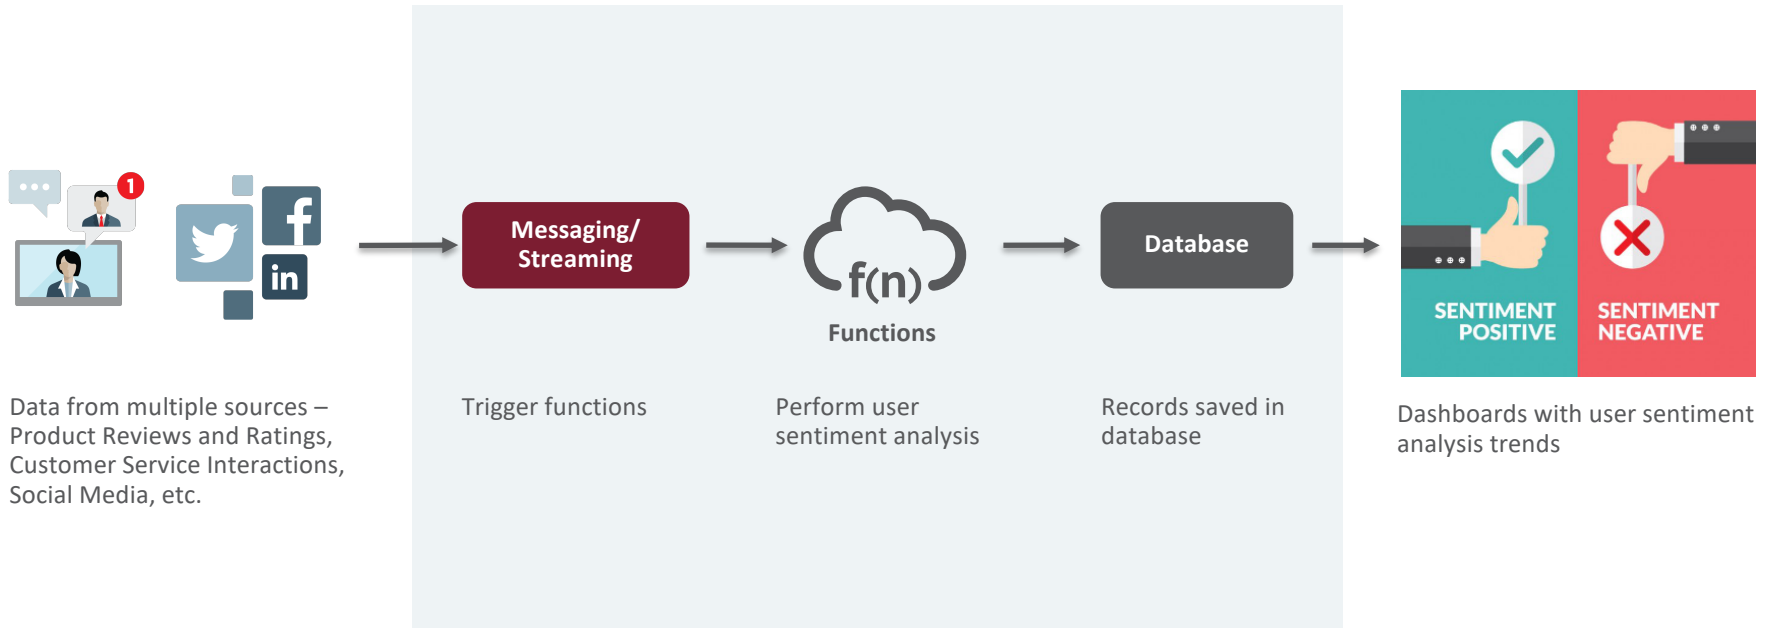 1
f
in
Messaging/
Streaming
f(n)
Functions
Database
SENTIMENT
POSITIVE
SENTIMENT
NEGATIVE
Data from multiple sources –
Product Reviews and Ratings,
Customer Service Interactions,
Social Media, etc.
Trigger functions
Perform user
sentiment analysis
Records saved in
database
Dashboards with user sentiment
analysis trends